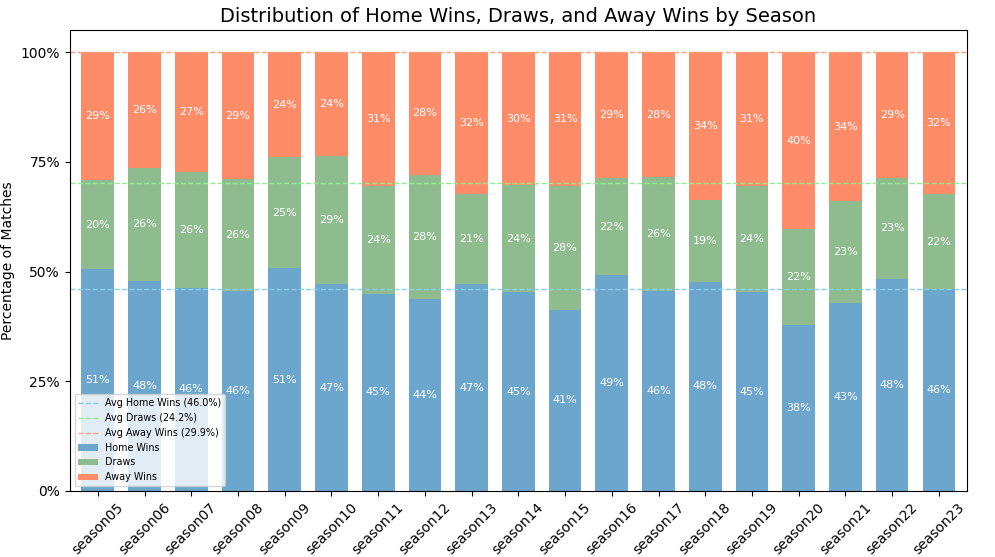 Distribution of Home Wins, Draws, and Away Wins by Season
Percentage of Matches
100%
75%
50%
25%
0%
29% 26% 27% 29% 24% 24% 31% 28% 32% 30% 31% 29% 28% 34% 31% 40% 34% 29% 32%
20% 26% 26% 26% 25% 29% 24% 28% 21% 24% 28% 22% 26% 19% 24% 22% 23% 23% 22%
51% 48% 46% 46% 51% 47% 45% 44% 47% 45% 41% 49% 46% 48% 45% 38% 43% 48% 46%
Avg Home Wins (46.0%)
Avg Draws (24.2%)
Avg Away Wins (29.9%)
Home Wins
Draws
Away Wins
season05 season06 season07 season08 season09 season10 season11 season12 season13 season14 season15 season16 season17 season18 season19 season20 season21 season22 season23